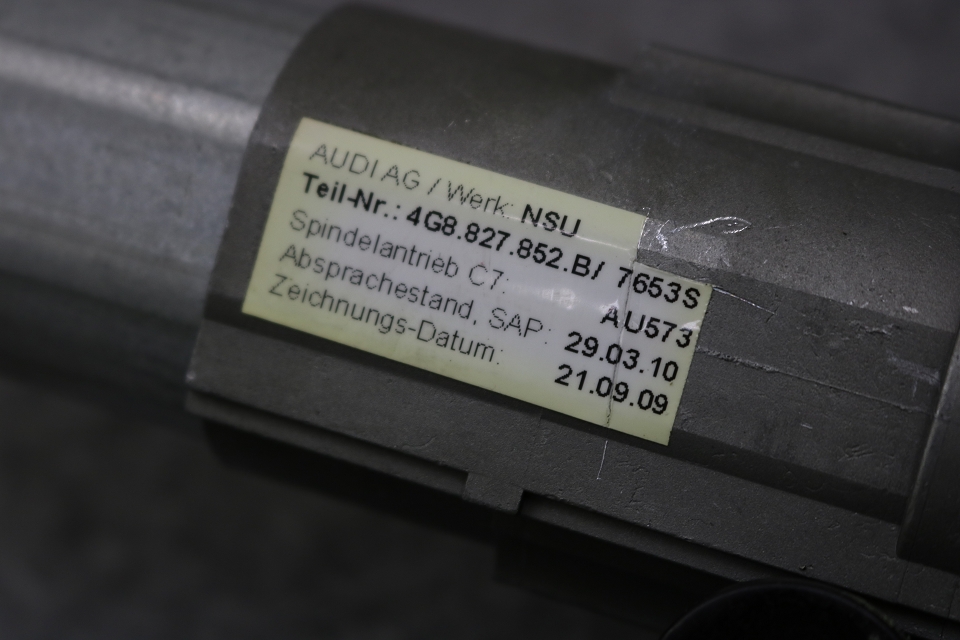 AUDI AG / Werk: NSU
Teil-Nr.: 4G8.827.852.B/ 7653S
Spindelantrieb C7: AU573
Absprachestand, SAP: 29.03.10
Zeichnungs-Datum: 21.09.09